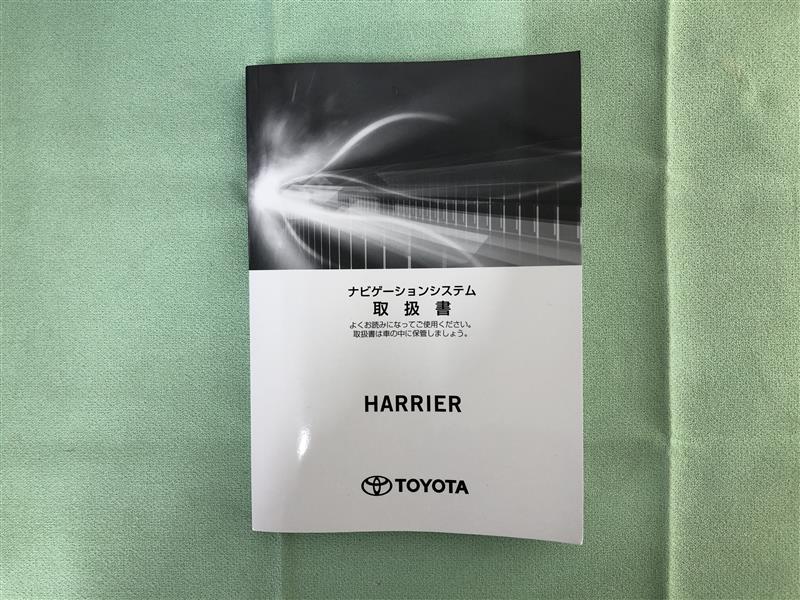 ナビゲーションシステム
取扱書
よくお読みになってご使用ください。
取扱書は車の中に保管しましょう。
HARRIER
TOYOTA